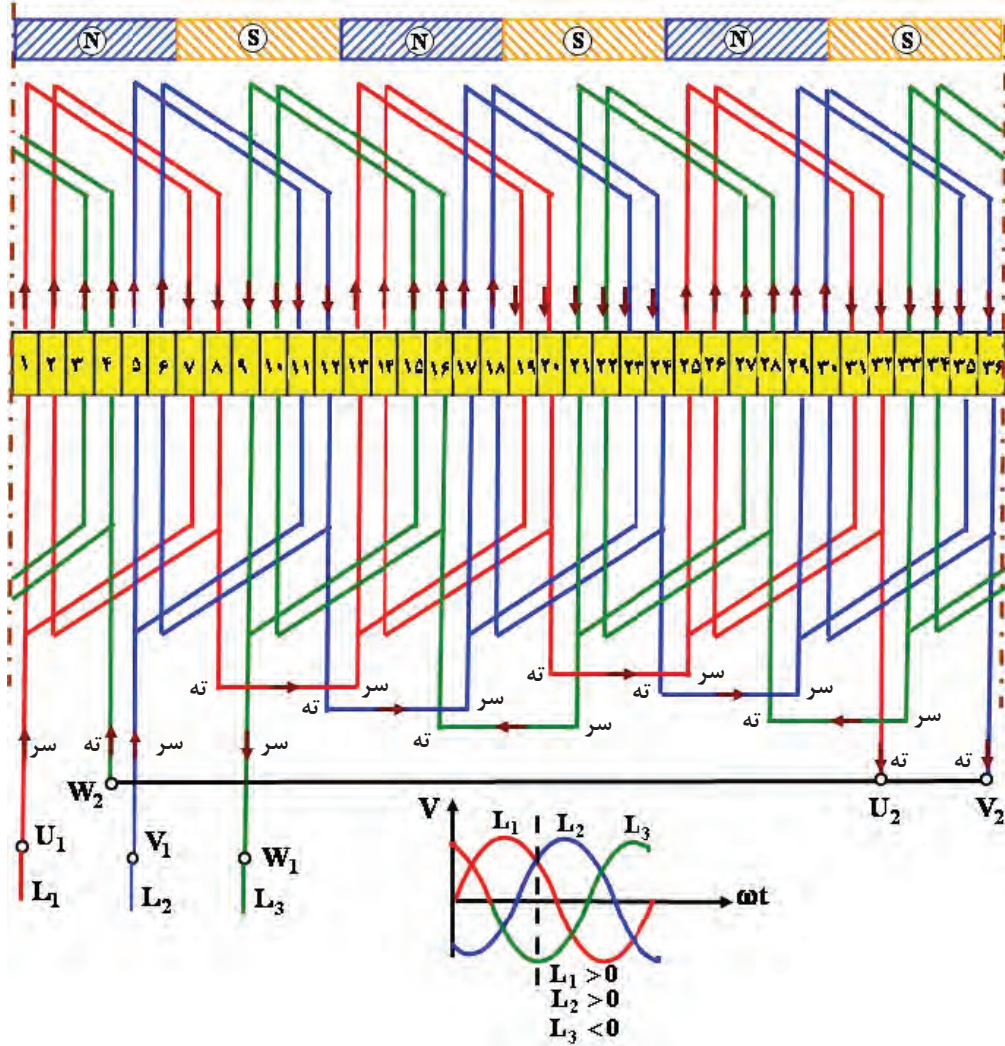 N S N S N S
۱ ۲ ۳ ۴ ۵ ۶ ۷ ۸ ۹ ۱۰ ۱۱ ۱۲ ۱۳ ۱۴ ۱۵ ۱۶ ۱۷ ۱۸ ۱۹ ۲۰ ۲۱ ۲۲ ۲۳ ۲۴ ۲۵ ۲۶ ۲۷ ۲۸ ۲۹ ۳۰ ۳۱ ۳۲ ۳۳ ۳۴ ۳۵ ۳۶
ته سر ته سر
ته سر ته سر
ته سر ته سر
سر ته سر سر ته ته
W₂ U₂ V₂
U₁ V₁ W₁
L₁ L₂ L₃
V L₁ L₂ L₃
ωt
L₁ > 0
L₂ > 0
L₃ < 0